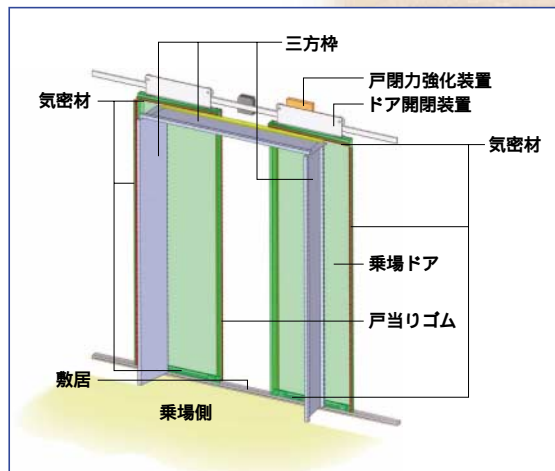 三方枠
戸閉力強化装置
ドア開閉装置
気密材
気密材
乗場ドア
戸当りゴム
敷居
乗場側